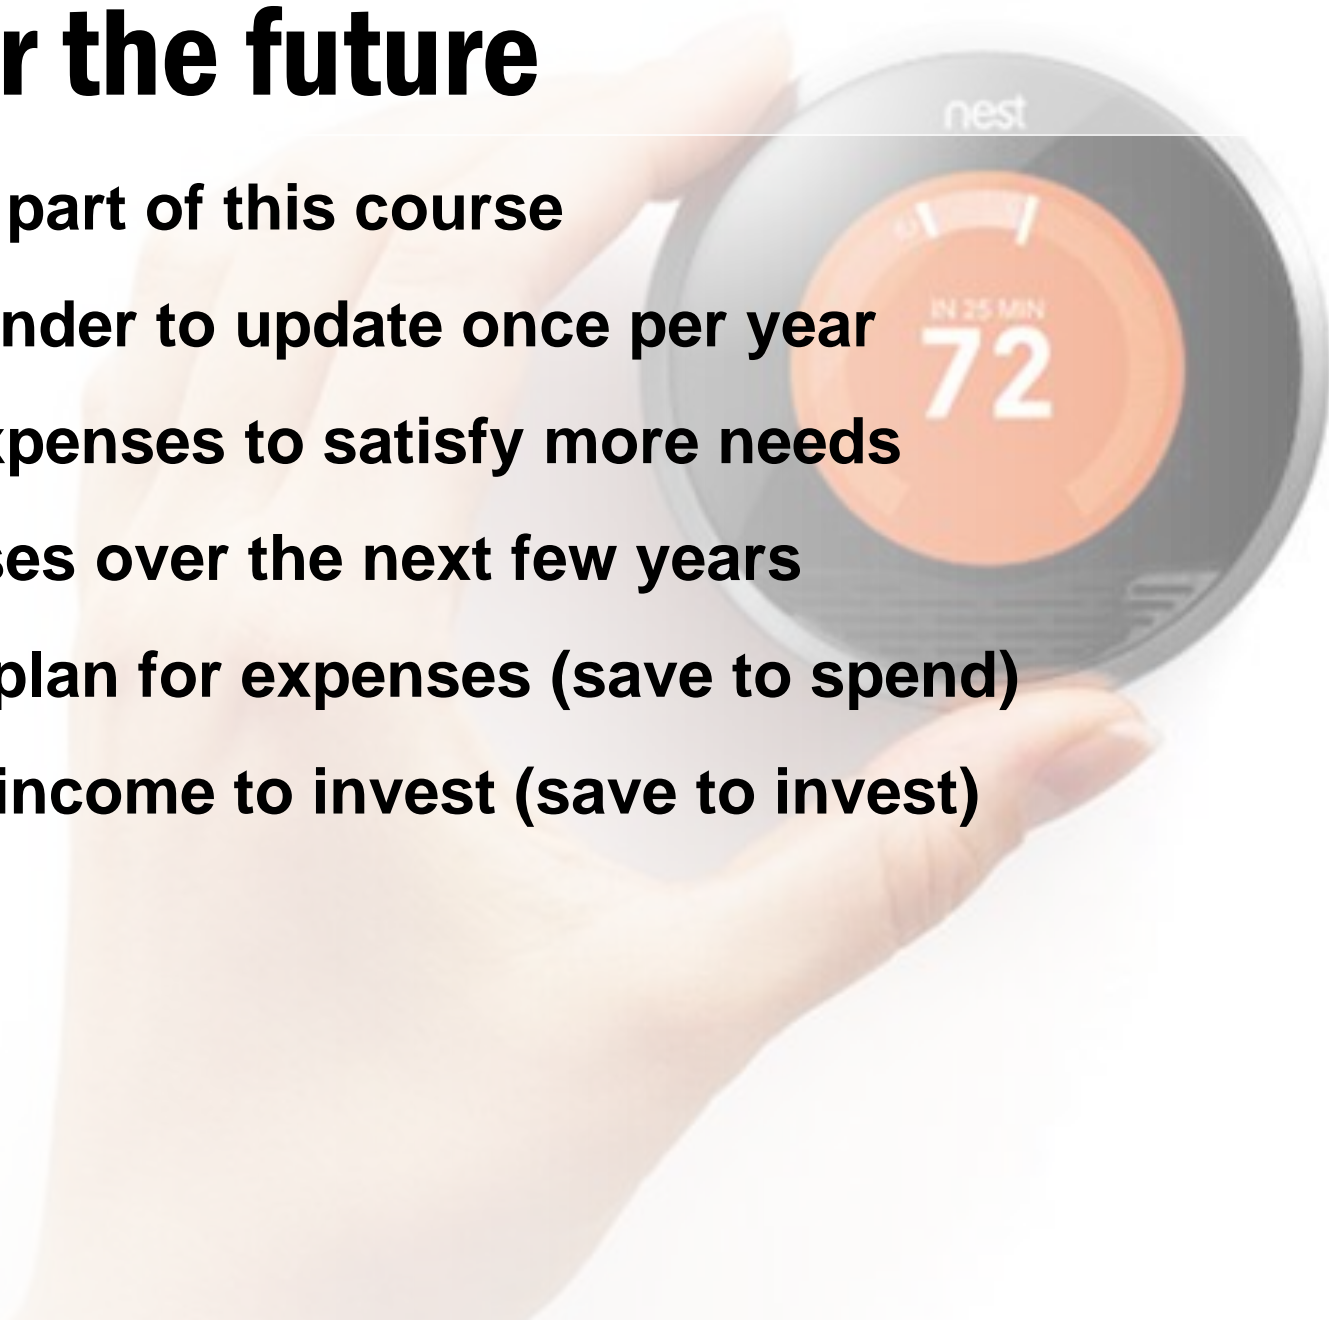 r the future
nest
part of this course
IN 25 MIN
nder to update once per year
72
xpenses to satisfy more needs
ses over the next few years
plan for expenses (save to spend)
income to invest (save to invest)